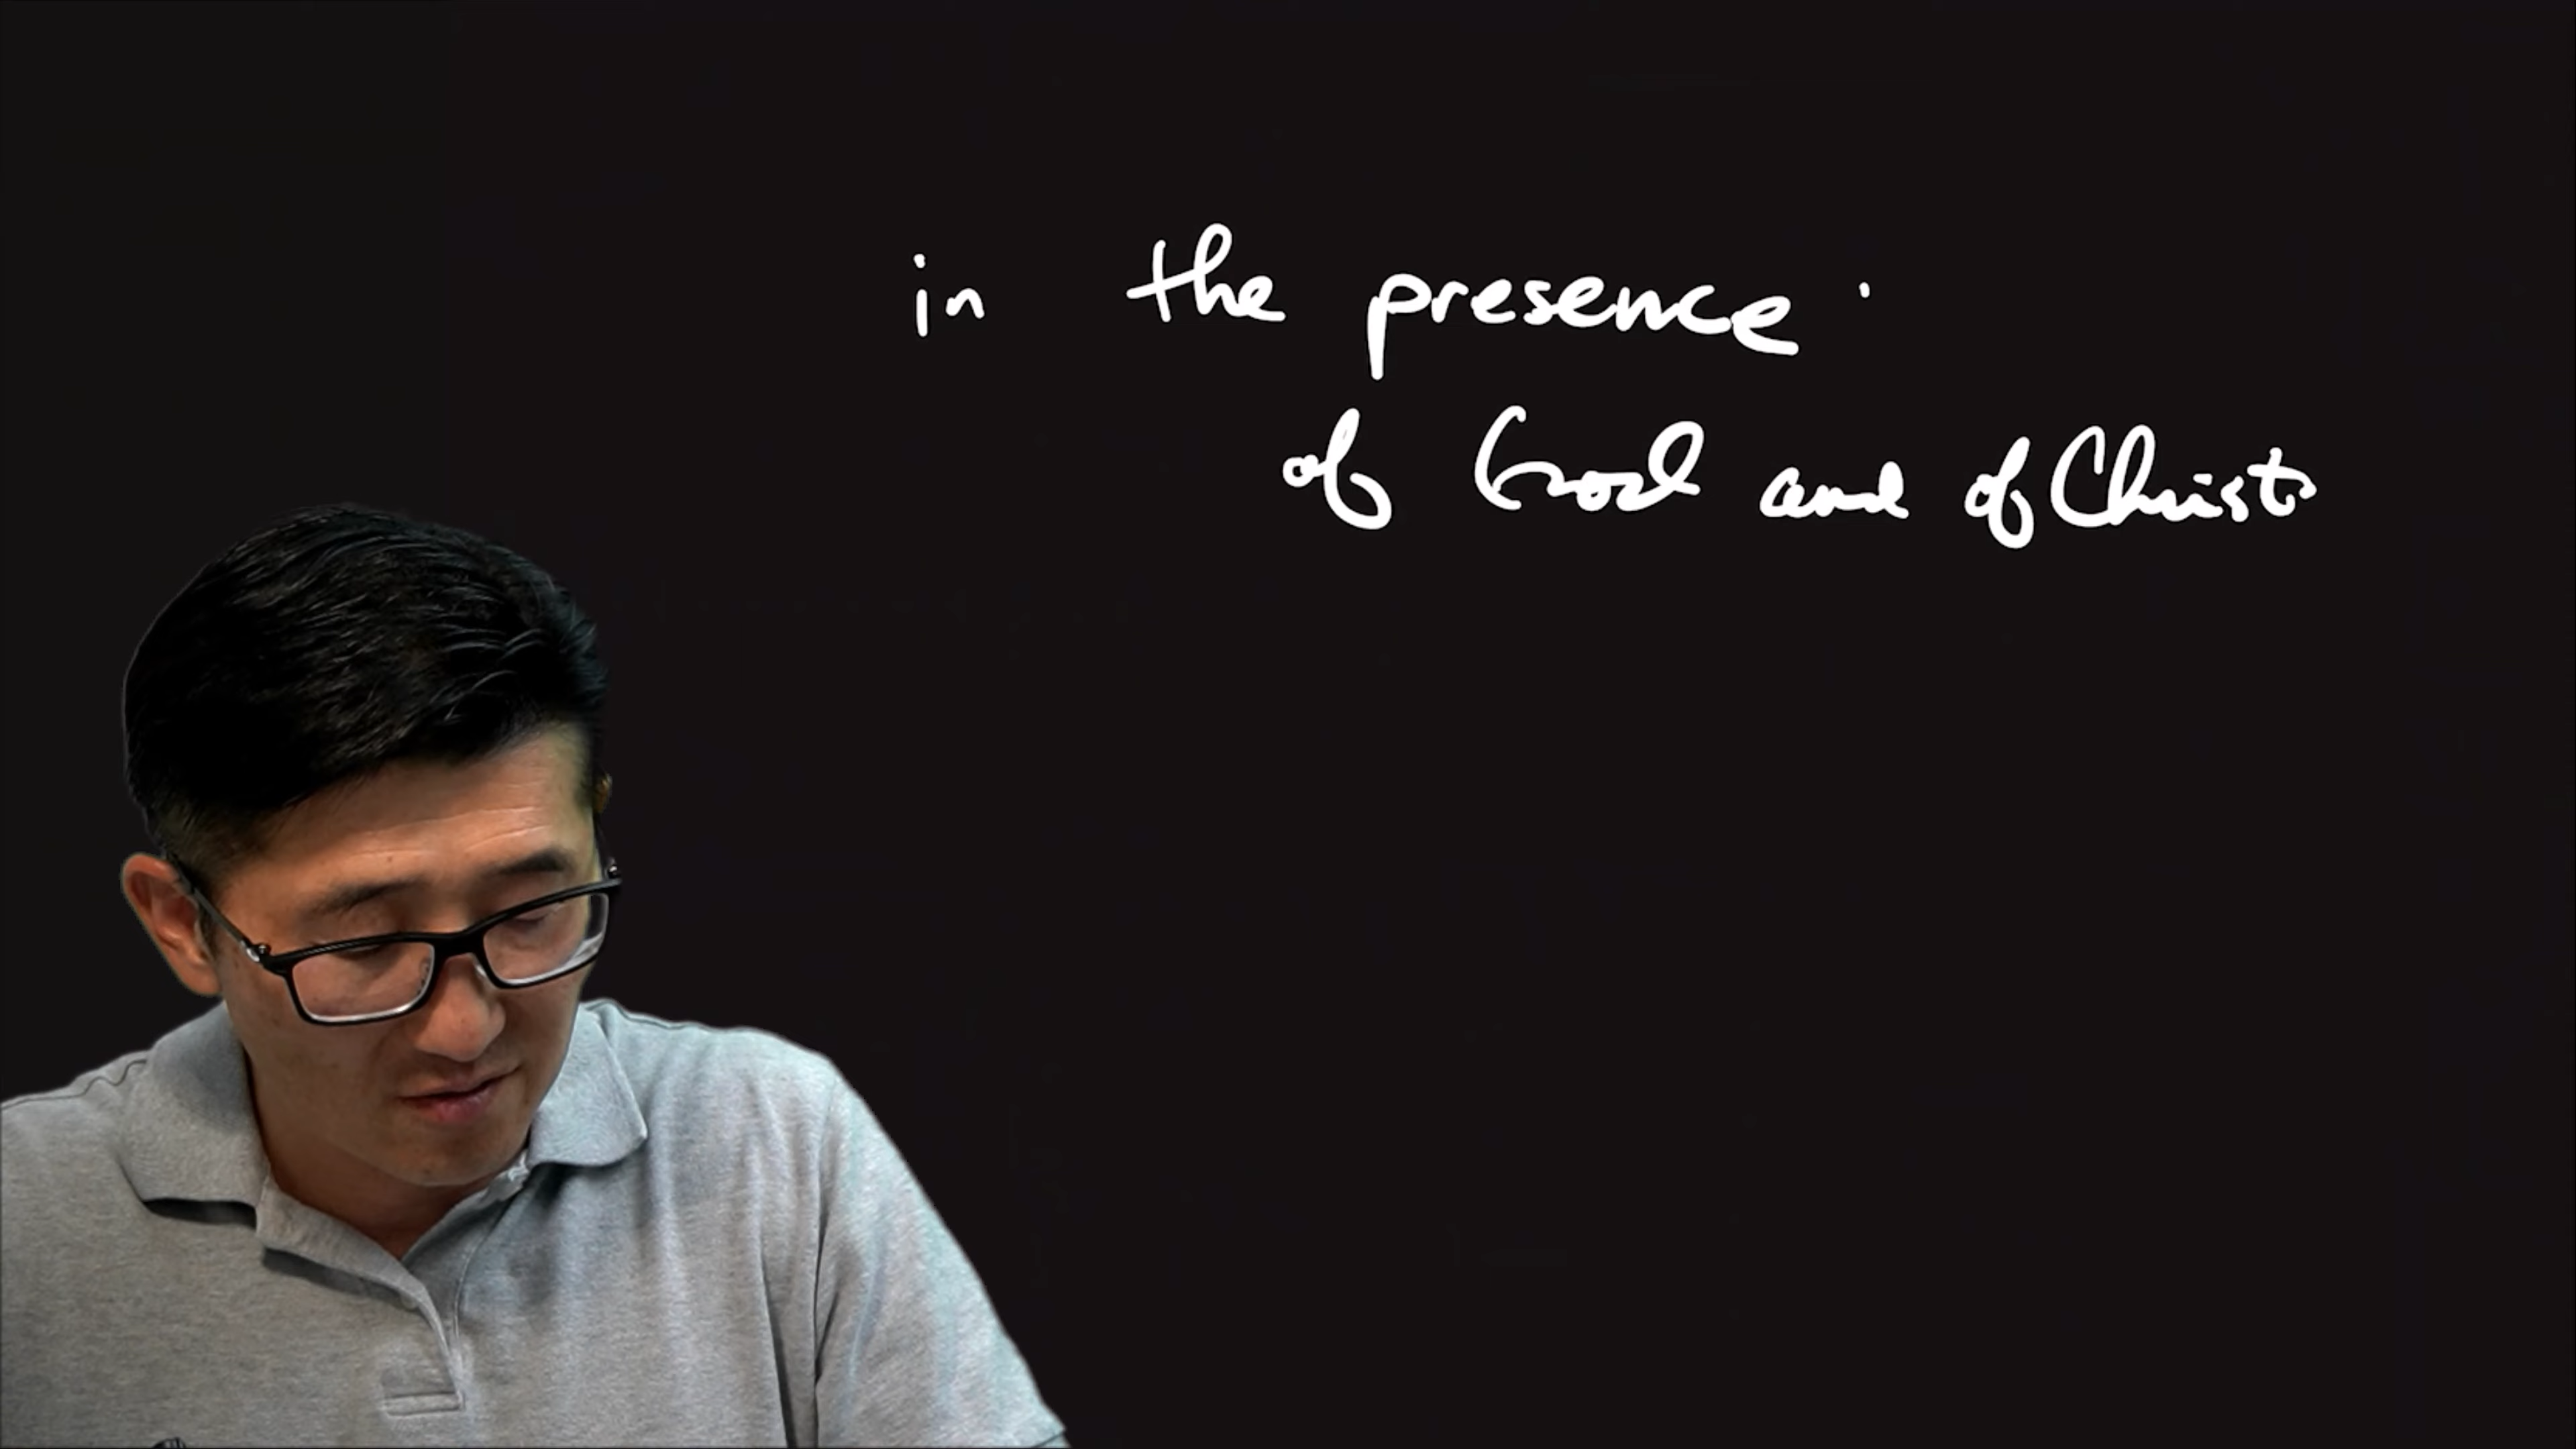 in the presence
of God and of Christ